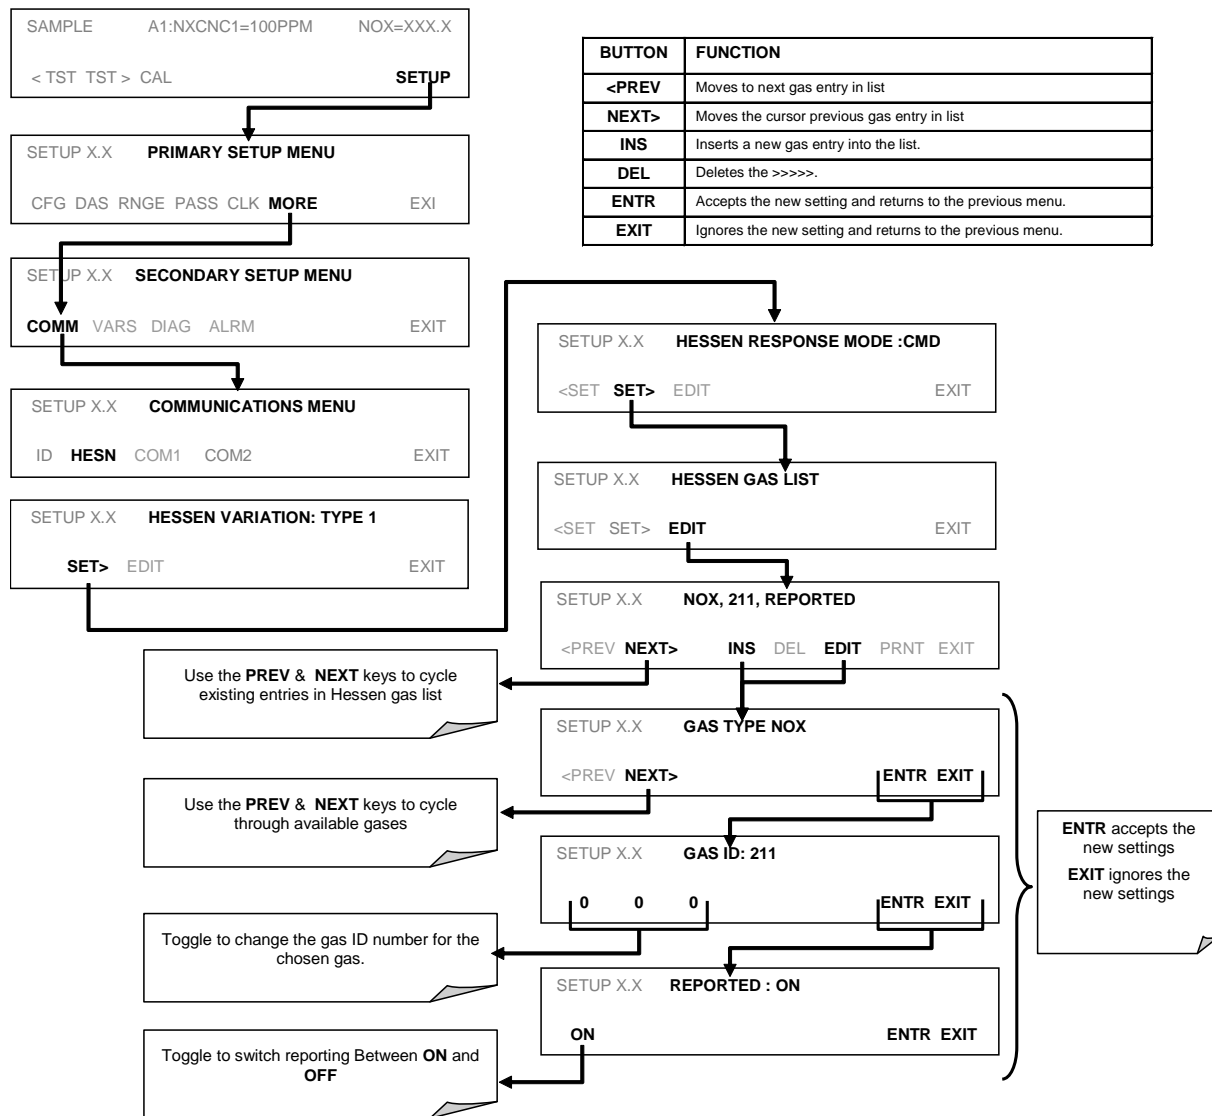 SAMPLE A1:NXCNC1=100PPM NOX=XXX.X
< TST TST > CAL SETUP
SETUP X.X PRIMARY SETUP MENU
CFG DAS RNGE PASS CLK MORE EXI
SETUP X.X SECONDARY SETUP MENU
COMM VARS DIAG ALRM EXIT
SETUP X.X COMMUNICATIONS MENU
ID HESN COM1 COM2 EXIT
SETUP X.X HESSEN VARIATION: TYPE 1
SET> EDIT EXIT
BUTTON FUNCTION
<PREV Moves to next gas entry in list
NEXT> Moves the cursor previous gas entry in list
INS Inserts a new gas entry into the list.
DEL Deletes the >>>>>.
ENTR Accepts the new setting and returns to the previous menu.
EXIT Ignores the new setting and returns to the previous menu.
SETUP X.X HESSEN RESPONSE MODE :CMD
<SET SET> EDIT EXIT
SETUP X.X HESSEN GAS LIST
<SET SET> EDIT EXIT
SETUP X.X NOX, 211, REPORTED
<PREV NEXT> INS DEL EDIT PRNT EXIT
Use the PREV & NEXT keys to cycle
existing entries in Hessen gas list
SETUP X.X GAS TYPE NOX
<PREV NEXT> ENTR EXIT
Use the PREV & NEXT keys to cycle
through available gases
SETUP X.X GAS ID: 211
0 0 0 ENTR EXIT
Toggle to change the gas ID number for the
chosen gas.
SETUP X.X REPORTED : ON
ON ENTR EXIT
Toggle to switch reporting Between ON and
OFF
ENTR accepts the
new settings
EXIT ignores the
new settings